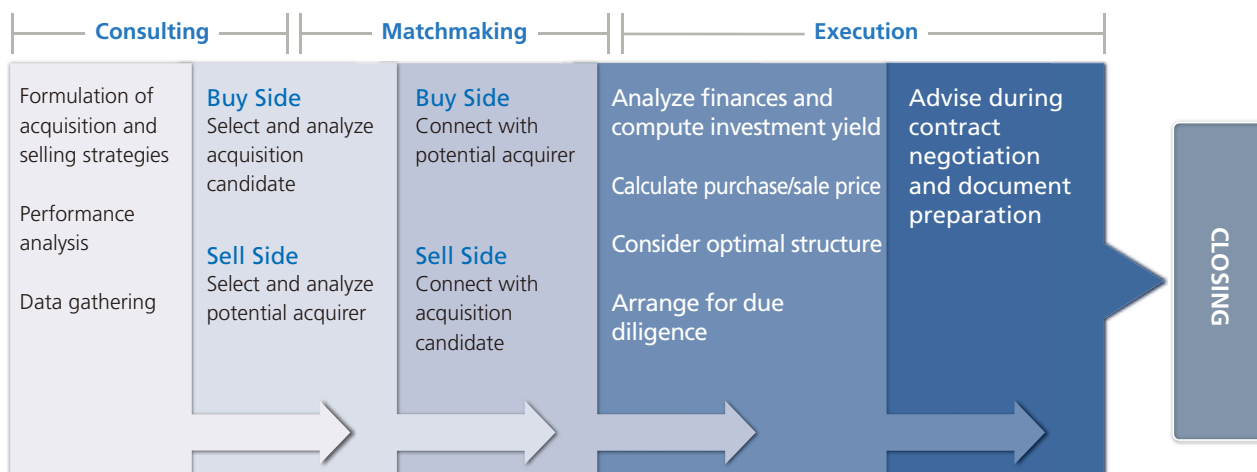 Consulting
Matchmaking
Execution
Formulation of
acquisition and
selling strategies
Performance
analysis
Data gathering
Buy Side
Select and analyze
acquisition
candidate
Sell Side
Select and analyze
potential acquirer
Buy Side
Connect with
potential acquirer
Sell Side
Connect with
acquisition
candidate
Analyze finances and
compute investment yield
Calculate purchase/sale price
Consider optimal structure
Arrange for due
diligence
Advise during
contract
negotiation
and document
preparation
CLOSING